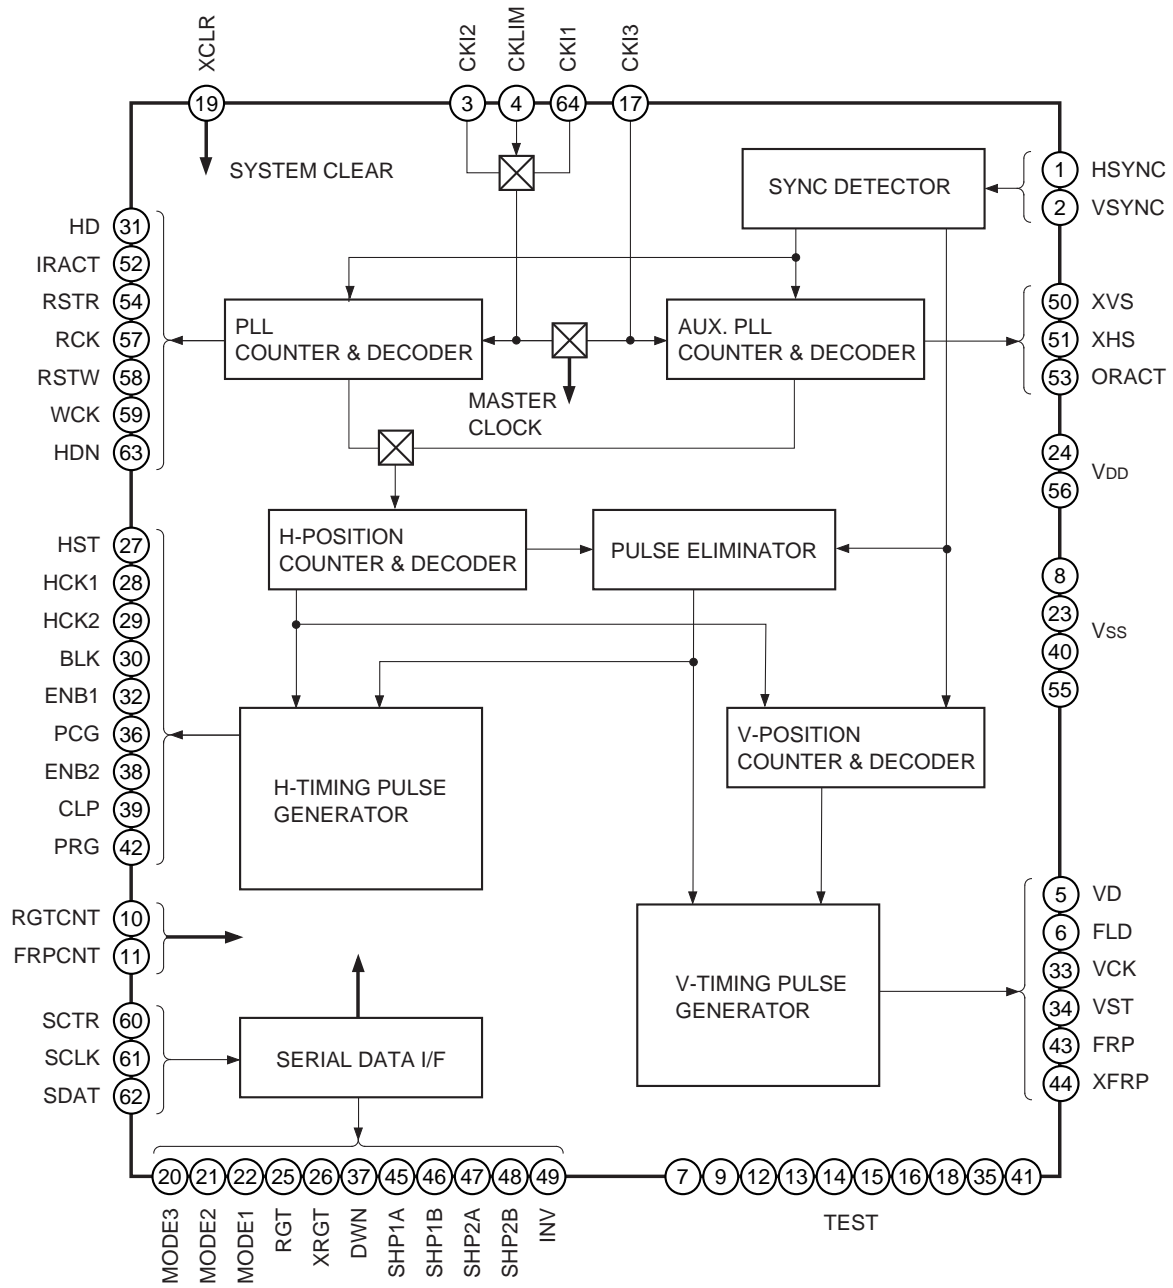 XCLR
CKI2
CKLIM
CKI1
CKI3
19
3
4
64
17
SYSTEM CLEAR
SYNC DETECTOR
1 HSYNC
2 VSYNC
HD 31
IRACT 52
RSTR 54
RCK 57
RSTW 58
WCK 59
HDN 63
PLL
COUNTER & DECODER
MASTER
CLOCK
AUX. PLL
COUNTER & DECODER
50 XVS
51 XHS
53 ORACT
24
56
VDD
H-POSITION
COUNTER & DECODER
PULSE ELIMINATOR
8
23
40
55
VSS
HST 27
HCK1 28
HCK2 29
BLK 30
ENB1 32
PCG 36
ENB2 38
CLP 39
PRG 42
H-TIMING PULSE
GENERATOR
V-POSITION
COUNTER & DECODER
RGTCNT 10
FRPCNT 11
V-TIMING PULSE
GENERATOR
5 VD
6 FLD
33 VCK
34 VST
43 FRP
44 XFRP
SCTR 60
SCLK 61
SDAT 62
SERIAL DATA I/F
20 21 22 25 26 37 45 46 47 48 49
MODE3
MODE2
MODE1
RGT
XRGT
DWN
SHP1A
SHP1B
SHP2A
SHP2B
INV
7 9 12 13 14 15 16 18 35 41
TEST